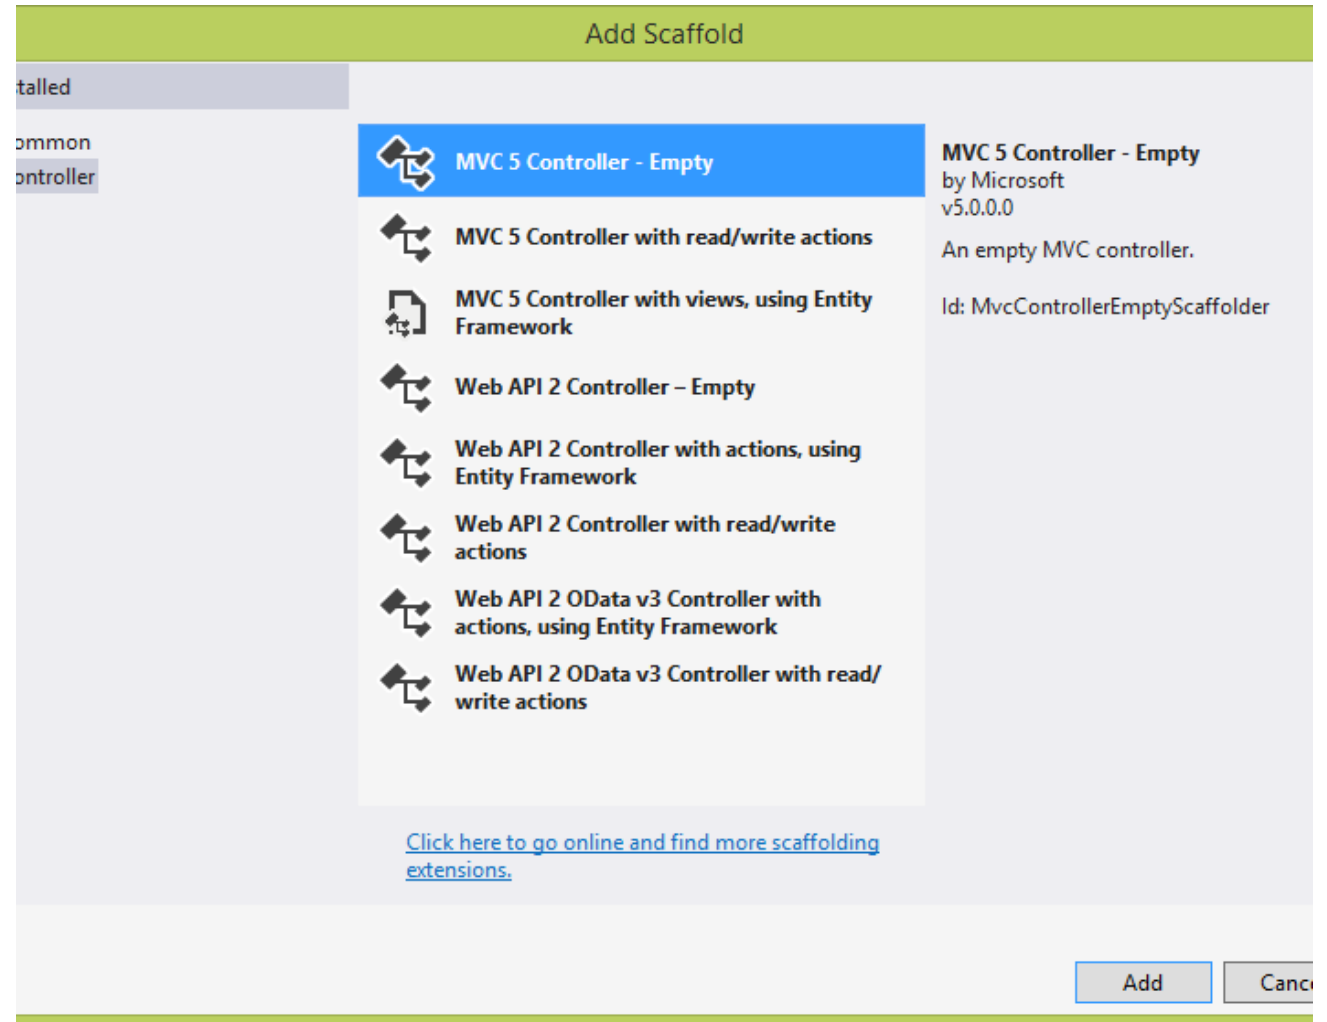 Add Scaffold
talled
ommon
ontroller
MVC 5 Controller - Empty
MVC 5 Controller with read/write actions
MVC 5 Controller with views, using Entity
Framework
Web API 2 Controller – Empty
Web API 2 Controller with actions, using
Entity Framework
Web API 2 Controller with read/write
actions
Web API 2 OData v3 Controller with
actions, using Entity Framework
Web API 2 OData v3 Controller with read/
write actions
Click here to go online and find more scaffolding
extensions.
MVC 5 Controller - Empty
by Microsoft
v5.0.0.0
An empty MVC controller.
Id: MvcControllerEmptyScaffolder
Add
Canc